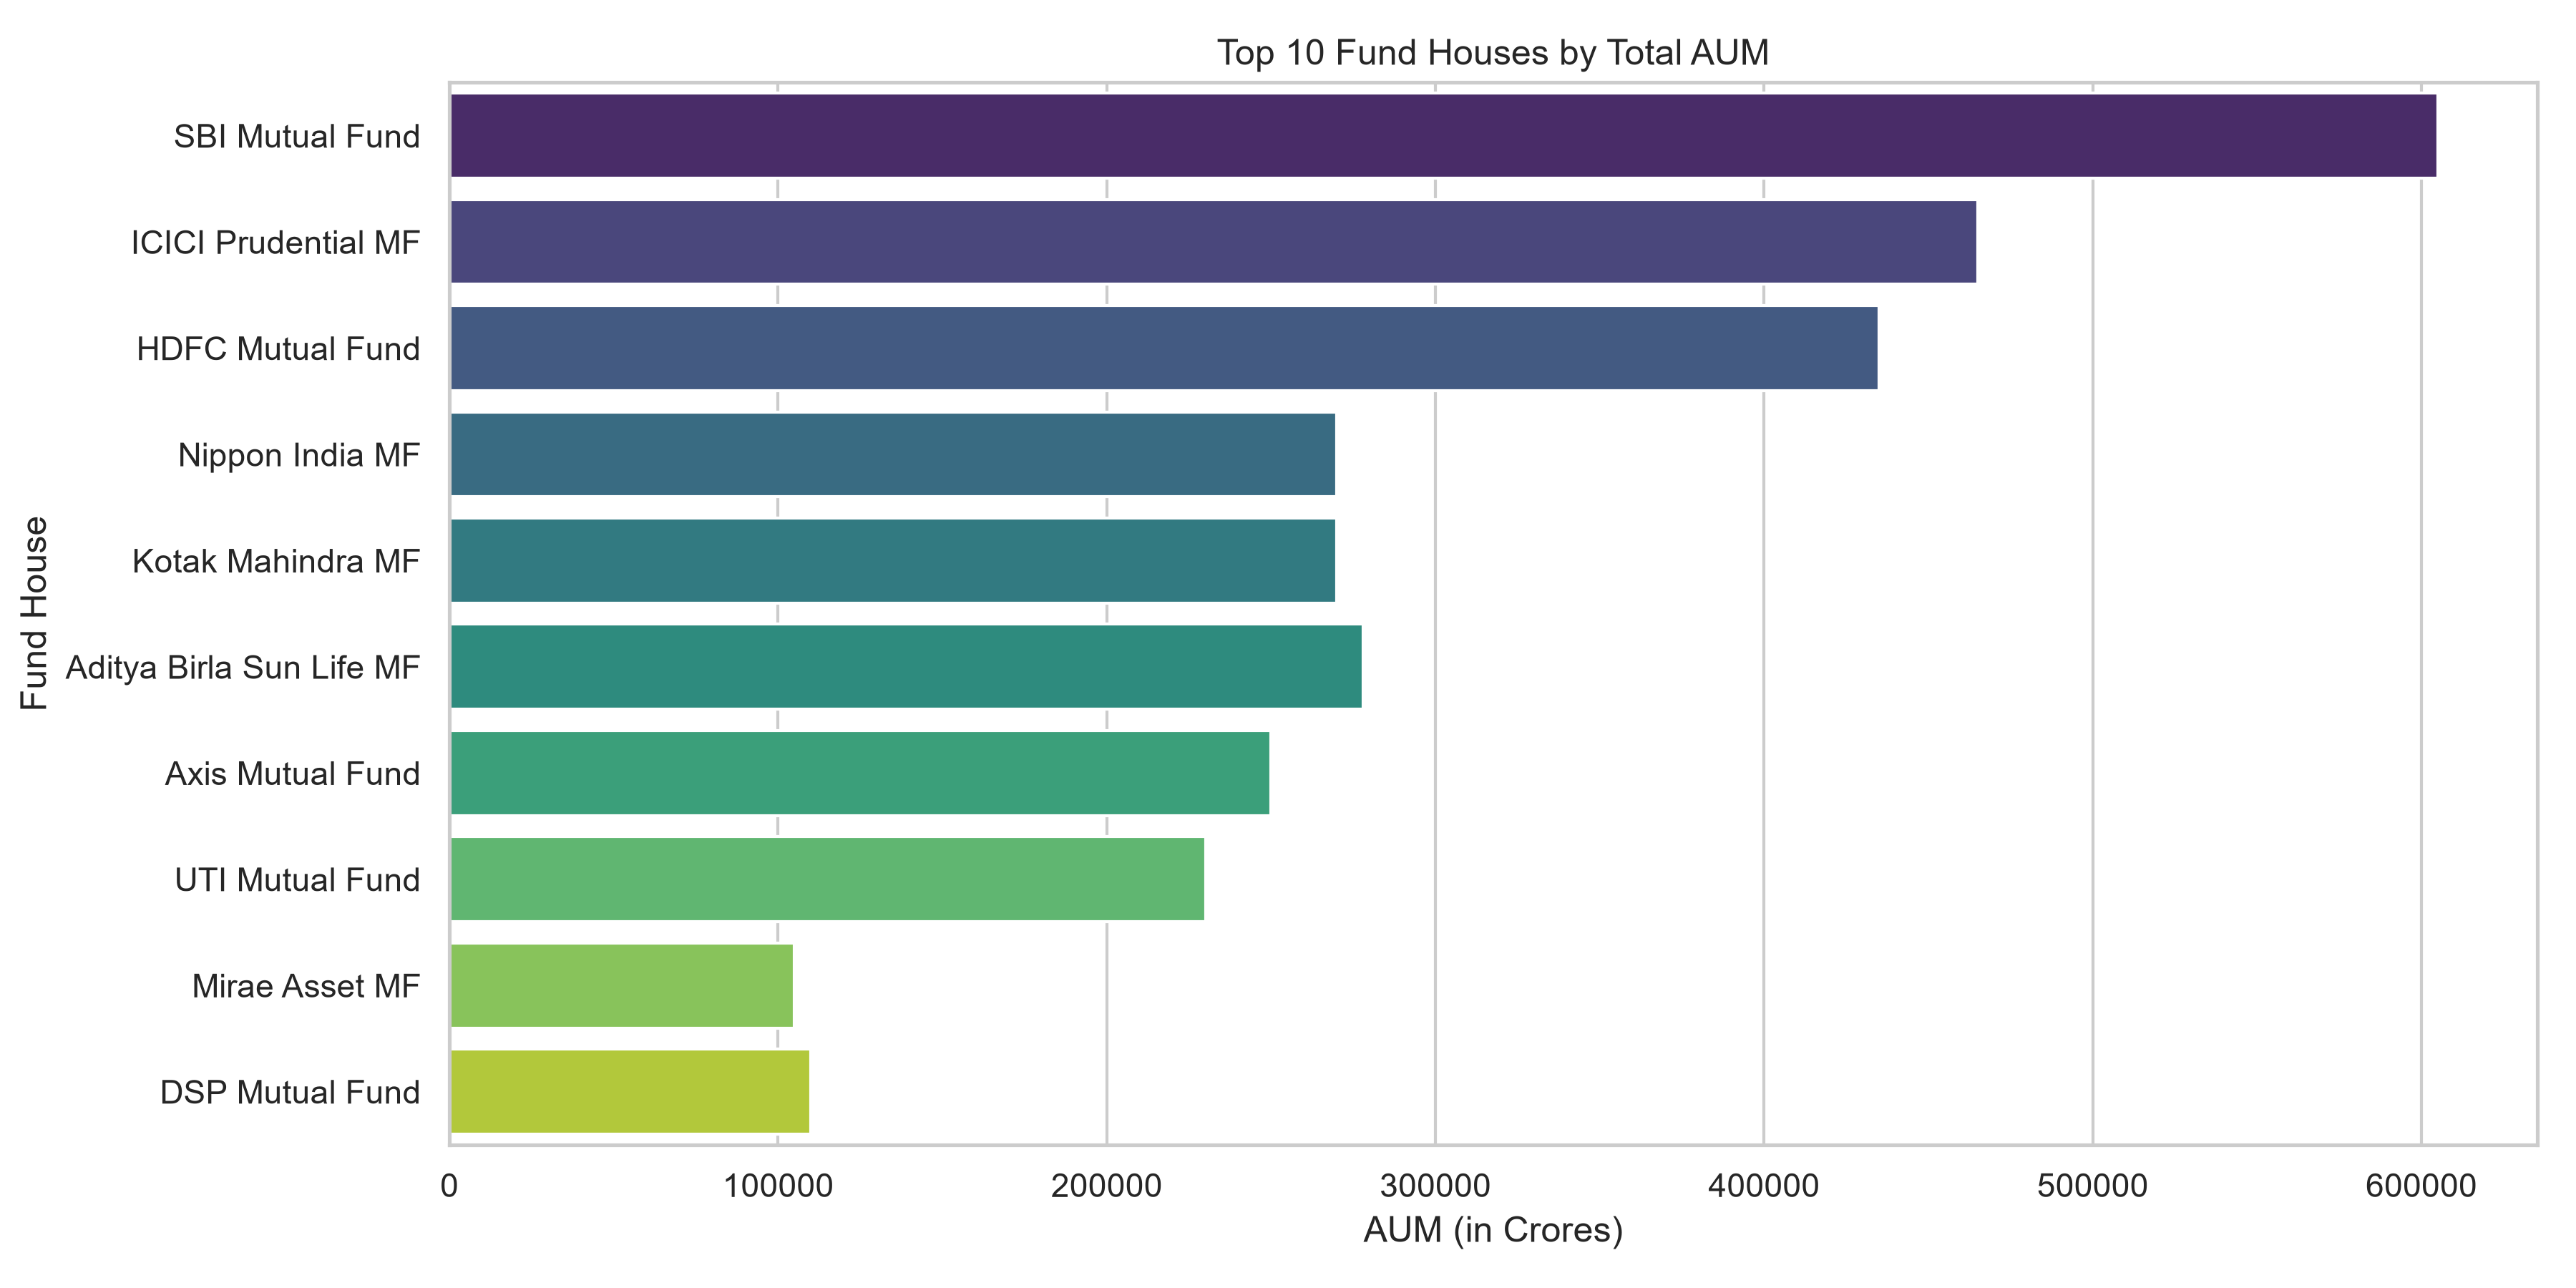 Top 10 Fund Houses by Total AUM
Fund House
SBI Mutual Fund
ICICI Prudential MF
HDFC Mutual Fund
Nippon India MF
Kotak Mahindra MF
Aditya Birla Sun Life MF
Axis Mutual Fund
UTI Mutual Fund
Mirae Asset MF
DSP Mutual Fund
0 100000 200000 300000 400000 500000 600000
AUM (in Crores)